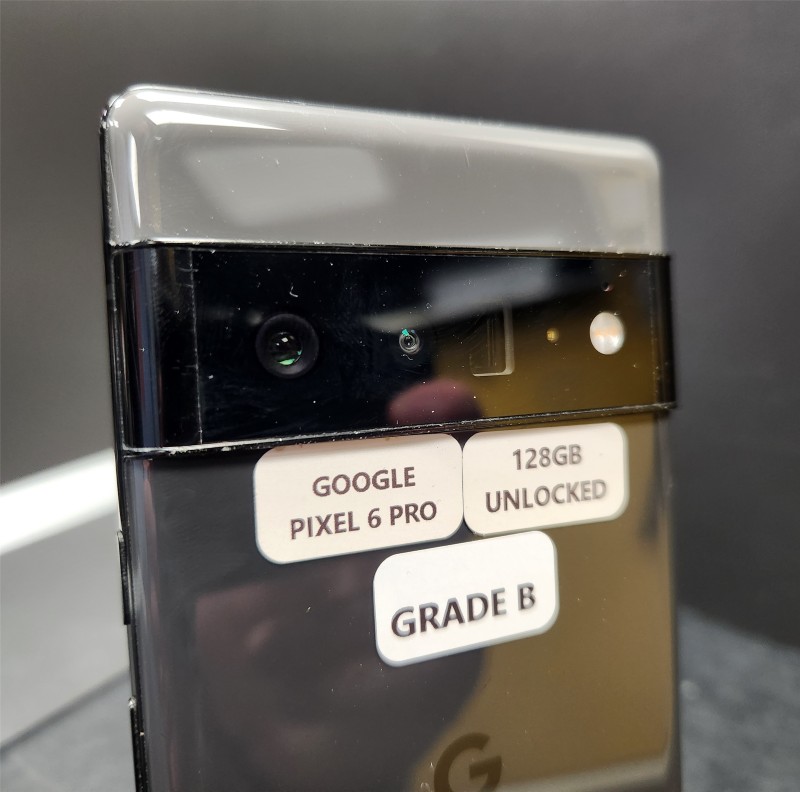 GOOGLE
PIXEL 6 PRO
128GB
UNLOCKED
GRADE B
G